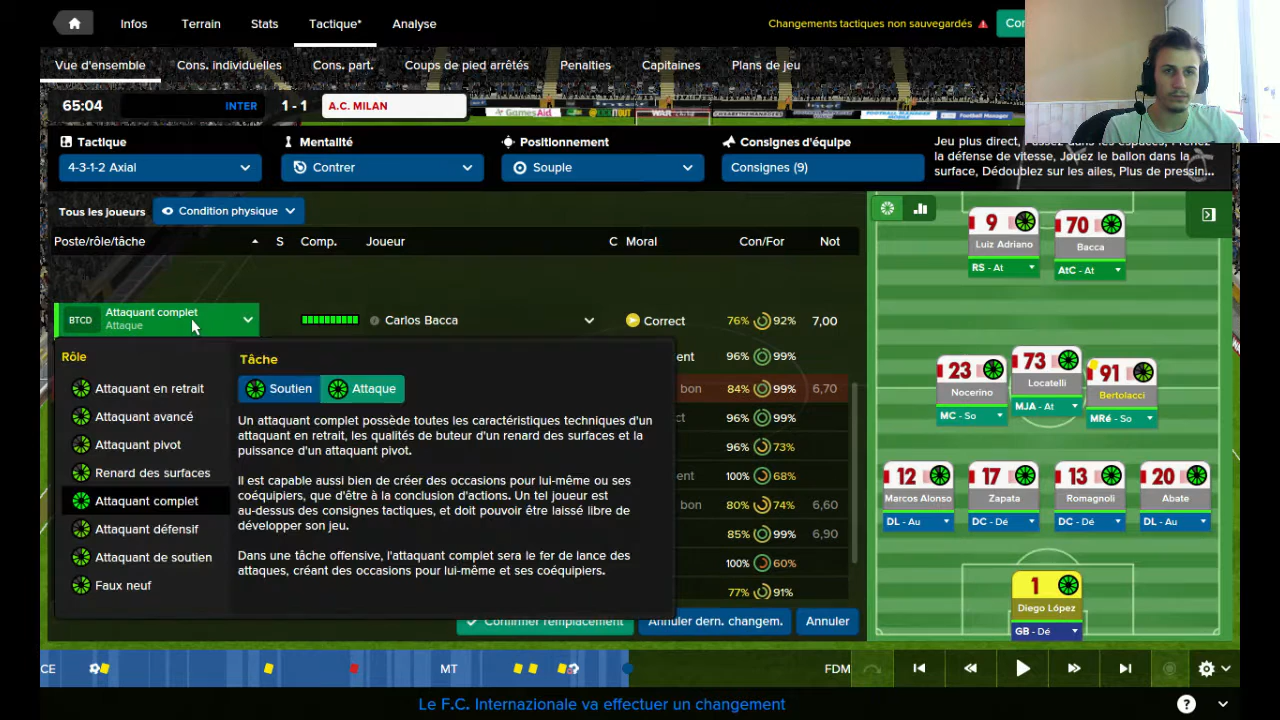 Infos Terrain Stats Tactique* Analyse Changements tactiques non sauvegardés
Vue d'ensemble Cons. individuelles Cons. part. Coups de pied arrêtés Penalties Capitaines Plans de jeu
65:04 INTER 1 - 1 A.C. MILAN
Tactique Mentalité Positionnement Consignes d'équipe
4-3-1-2 Axial Contrer Souple Consignes (9)
la défense de vitesse, Jouez le ballon dans la
surface, Dédoublez sur les ailes, Plus de pressin...
Tous les joueurs Condition physique
Poste/rôle/tâche S Comp. Joueur C Moral Con/For Not
BTCD Attaquant complet
Attaque
Carlos Bacca Correct 76% 92% 7,00
Rôle
Attaquant en retrait
Attaquant avancé
Attaquant pivot
Renard des surfaces
Attaquant complet
Attaquant défensif
Attaquant de soutien
Faux neuf
Tâche
Soutien Attaque
Un attaquant complet possède toutes les caractéristiques techniques d'un
attaquant en retrait, les qualités de buteur d'un renard des surfaces et la
puissance d'un attaquant pivot.
Il est capable aussi bien de créer des occasions pour lui-même ou ses
coéquipiers, que d'être à la conclusion d'actions. Un tel joueur est
au-dessus des consignes tactiques, et doit pouvoir être laissé libre de
développer son jeu.
Dans une tâche offensive, l'attaquant complet sera le fer de lance des
attaques, créant des occasions pour lui-même et ses coéquipiers.
ent 96% 99%
bon 84% 99% 6,70
ct 96% 99%
96% 73%
ent 100% 68%
bon 80% 74% 6,60
85% 99% 6,90
100% 60%
77% 91%
Confirmer remplacement Annuler dern. changem. Annuler
9 70
Luiz Adriano Bacca
RS - At AtC - At
23 73 91
Nocerino Locatelli Bertolacci
MC - So MJA - At MRé - So
12 17 13 20
Marcos Alonso Zapata Romagnoli Abate
DL - Au DC - Dé DC - Dé DL - Au
1
Diego López
GB - Dé
CE MT FDM
Le F.C. Internazionale va effectuer un changement